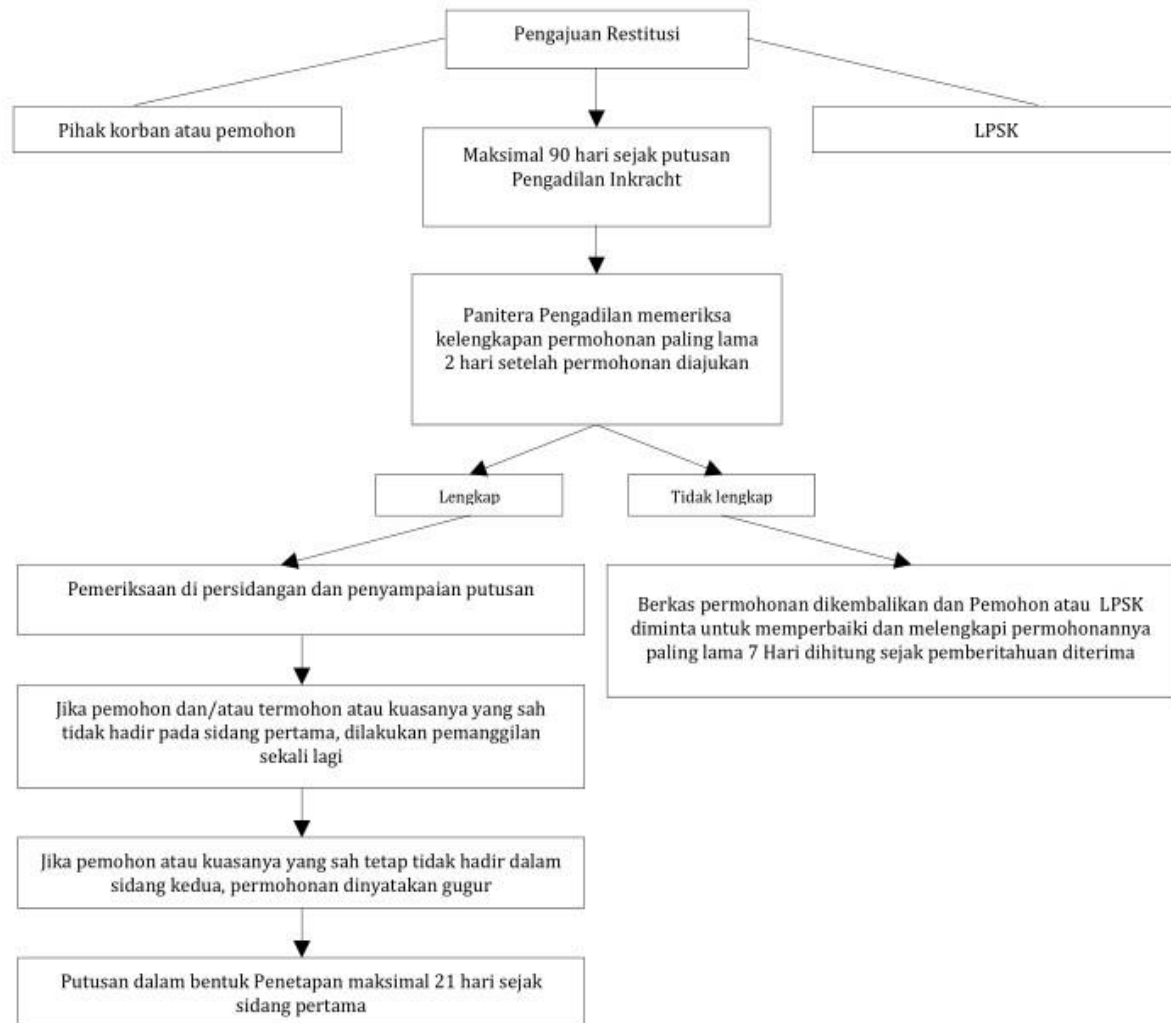 Pengajuan Restitusi
Pihak korban atau pemohon
LPSK
Maksimal 90 hari sejak putusan
Pengadilan Inkracht
Panitera Pengadilan memeriksa
kelengkapan permohonan paling lama
2 hari setelah permohonan diajukan
Lengkap
Tidak lengkap
Pemeriksaan di persidangan dan penyampaian putusan
Berkas permohonan dikembalikan dan Pemohon atau LPSK
diminta untuk memperbaiki dan melengkapi permohonannya
paling lama 7 Hari dihitung sejak pemberitahuan diterima
Jika pemohon dan/atau termohon atau kuasanya yang sah
tidak hadir pada sidang pertama, dilakukan pemanggilan
sekali lagi
Jika pemohon atau kuasanya yang sah tetap tidak hadir dalam
sidang kedua, permohonan dinyatakan gugur
Putusan dalam bentuk Penetapan maksimal 21 hari sejak
sidang pertama